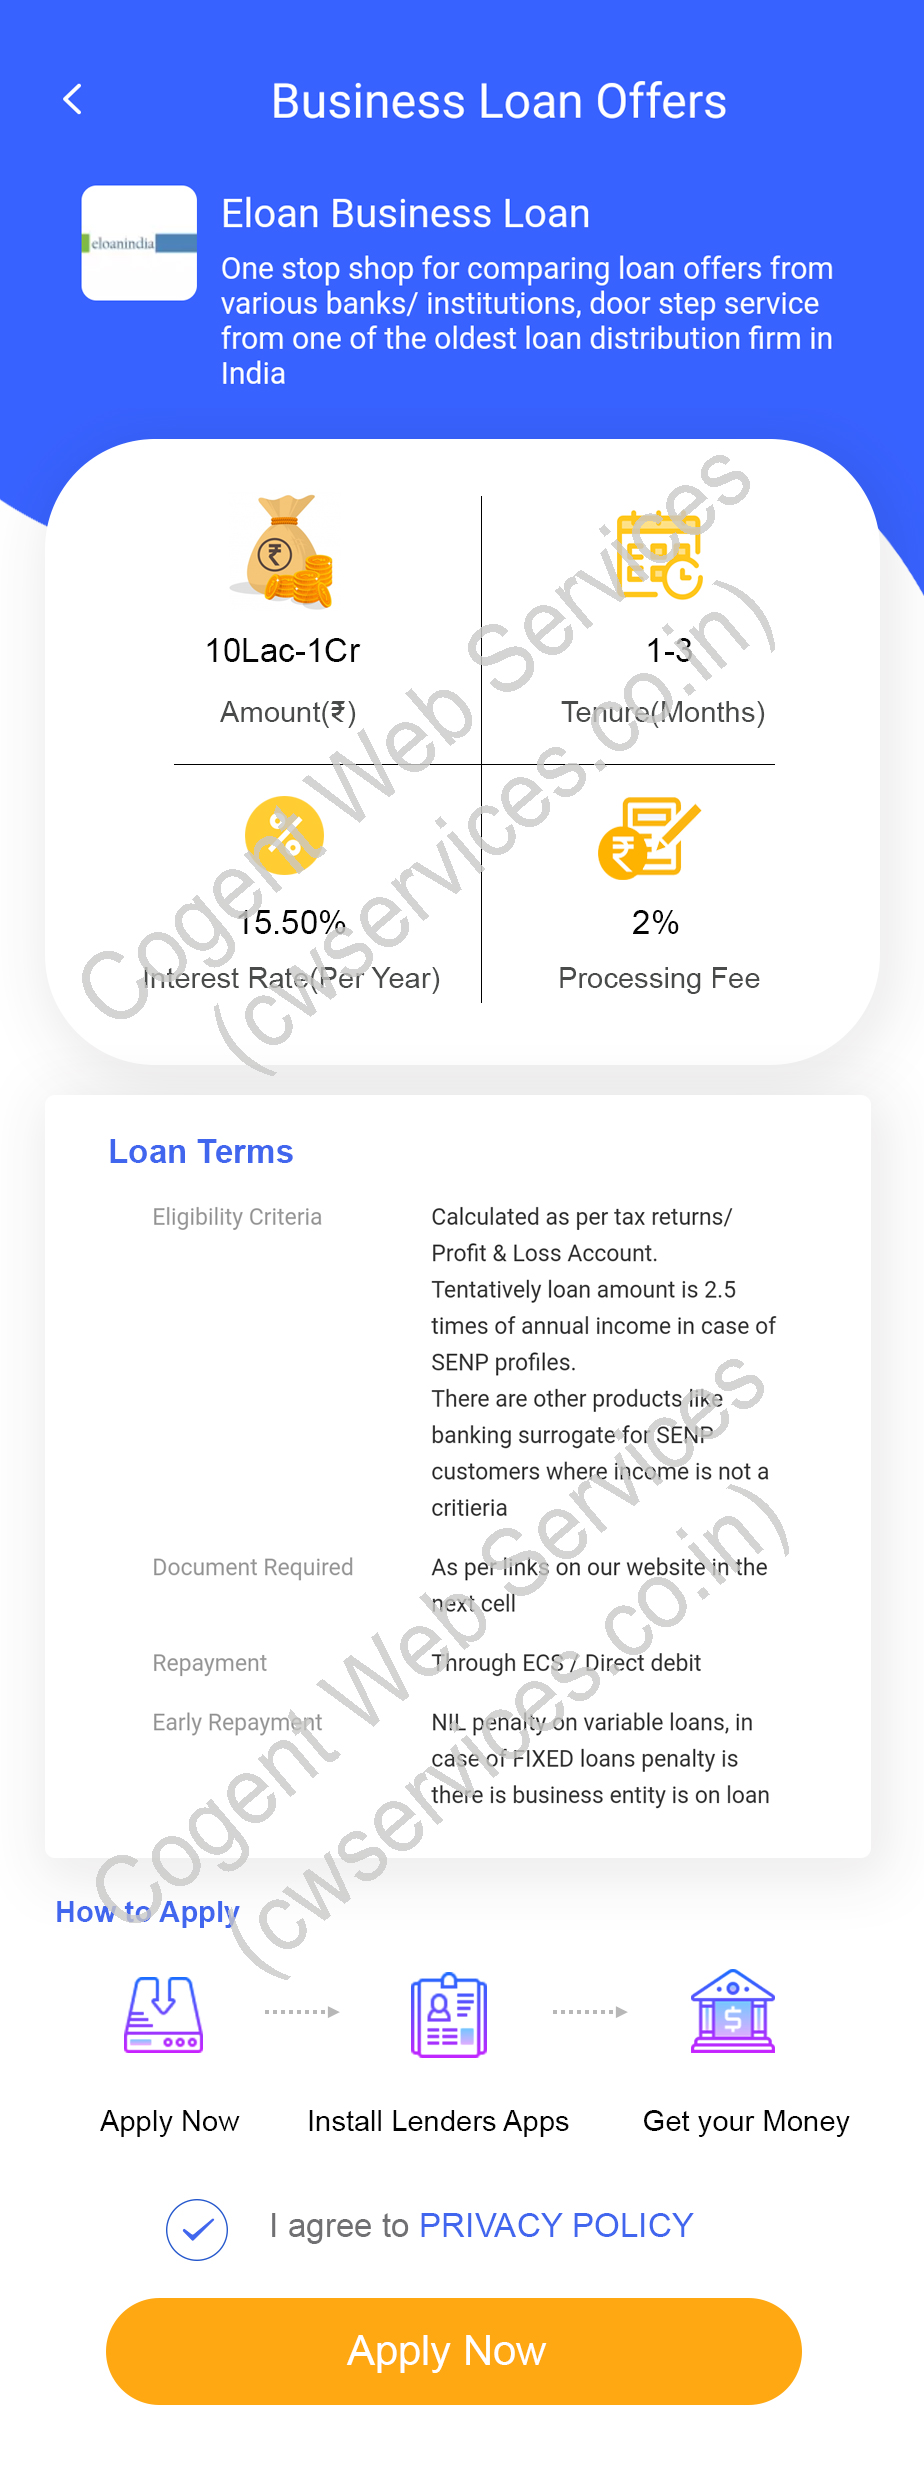 Business Loan Offers
eloanindia
Eloan Business Loan
One stop shop for comparing loan offers from
various banks/ institutions, door step service
from one of the oldest loan distribution firm in
India
₹
10Lac-1Cr
Amount(₹)
1-3
Tenure(Months)
%
15.50%
Interest Rate(Per Year)
₹
2%
Processing Fee
Cogent Web Services
(cwservices.co.in)
Loan Terms
Eligibility Criteria
Calculated as per tax returns/
Profit & Loss Account.
Tentatively loan amount is 2.5
times of annual income in case of
SENP profiles.
There are other products like
banking surrogate for SENP
customers where income is not a
critieria
Document Required
As per links on our website in the
next cell
Repayment
Through ECS / Direct debit
Early Repayment
NIL penalty on variable loans, in
case of FIXED loans penalty is
there is business entity is on loan
Cogent Web Services
(cwservices.co.in)
How to Apply
$
Apply Now
Install Lenders Apps
Get your Money
I agree to PRIVACY POLICY
Apply Now